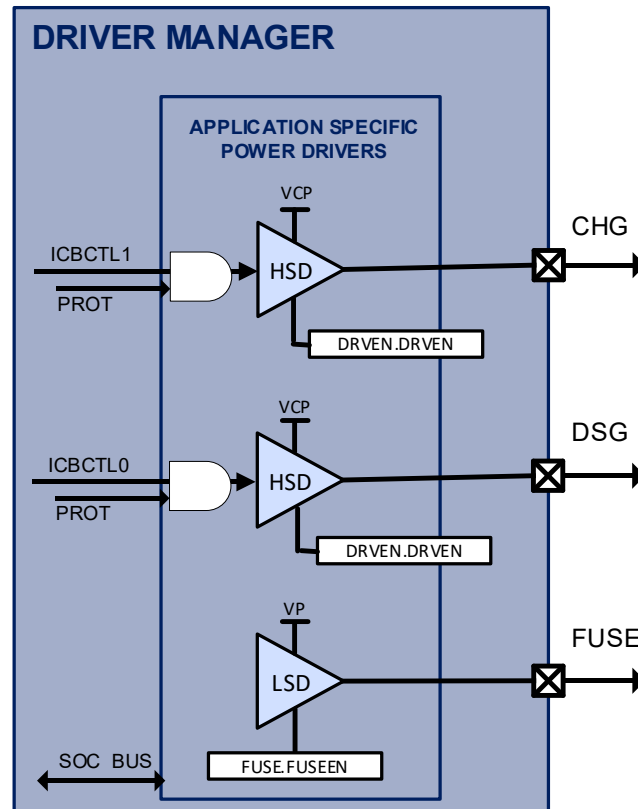 DRIVER MANAGER
APPLICATION SPECIFIC
POWER DRIVERS
VCP
ICBCTL1
HSD
CHG
PROT
DRVEN.DRVEN
VCP
ICBCTL0
HSD
DSG
PROT
DRVEN.DRVEN
VP
LSD
FUSE
SOC BUS
FUSE.FUSEEN